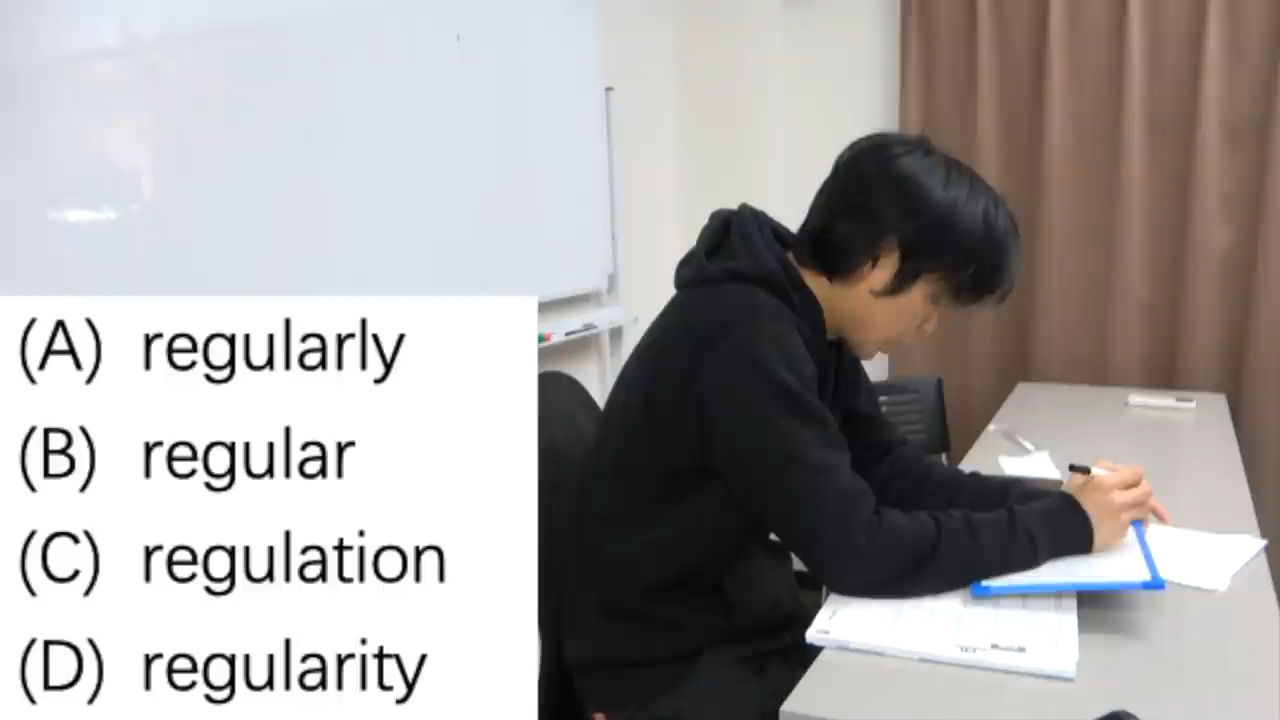 (A) regularly
(B) regular
(C) regulation
(D) regularity